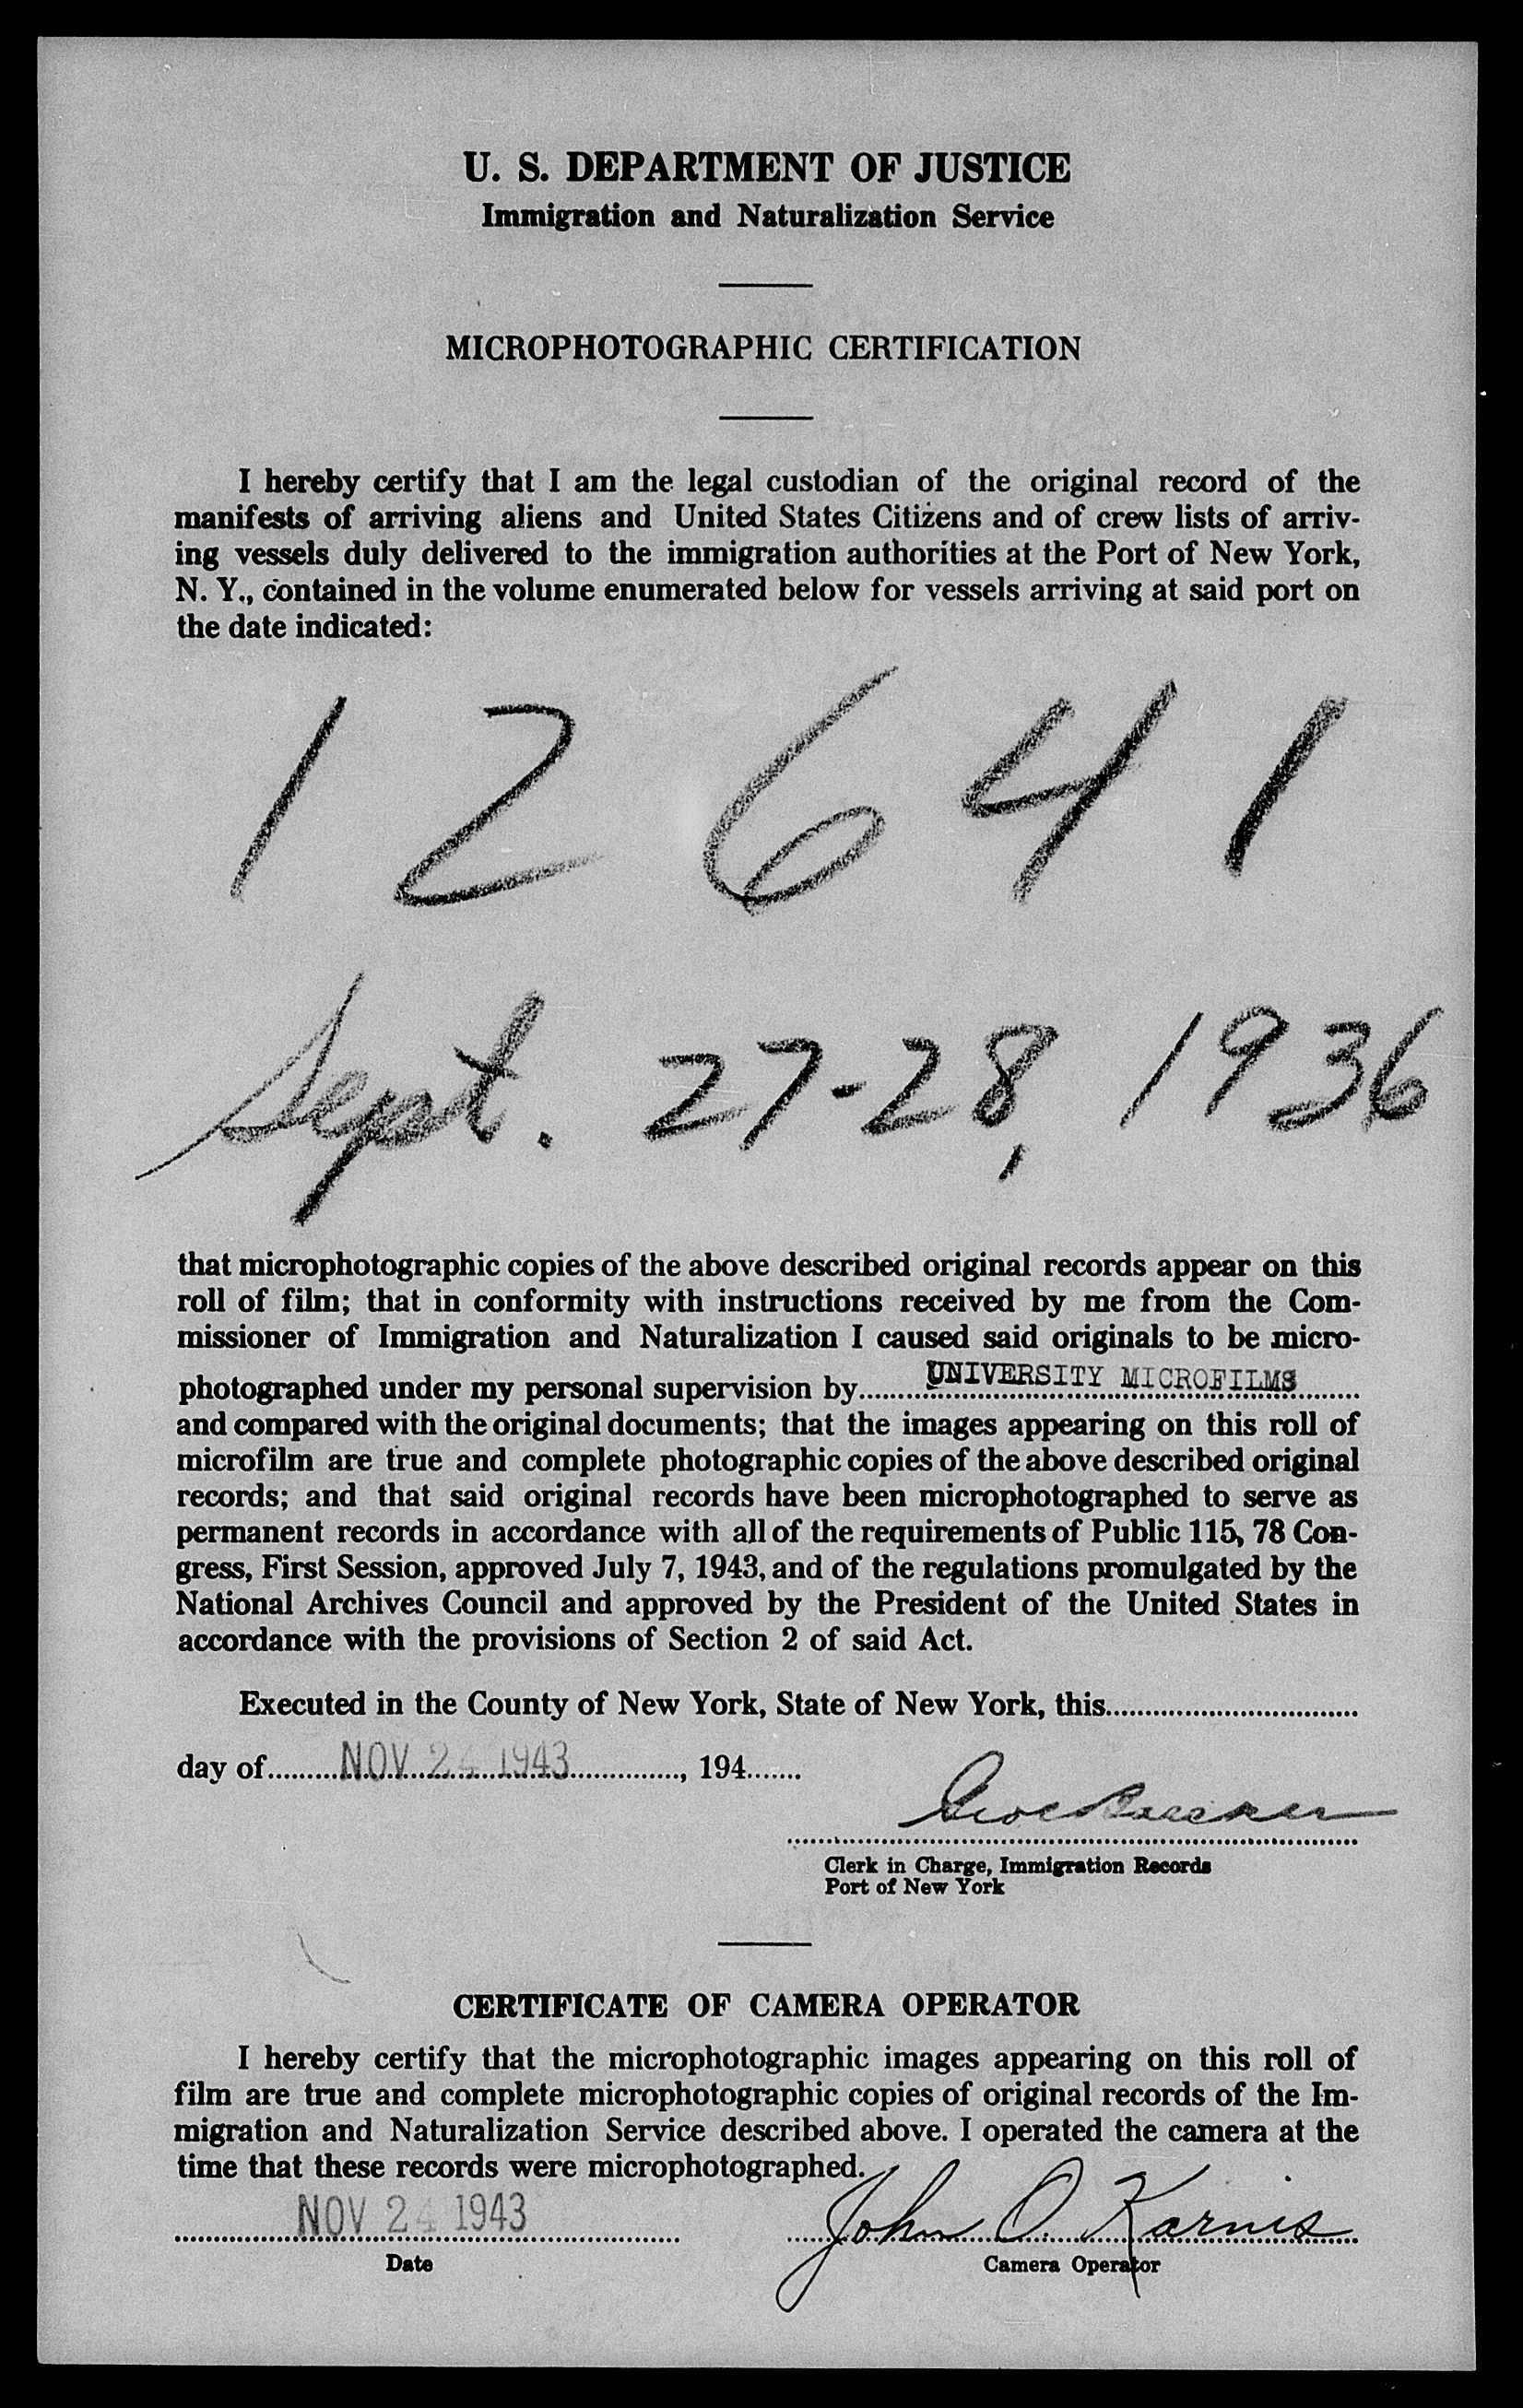 U. S. DEPARTMENT OF JUSTICE
Immigration and Naturalization Service
MICROPHOTOGRAPHIC CERTIFICATION
I hereby certify that I am the legal custodian of the original record of the
manifests of arriving aliens and United States Citizens and of crew lists of arriv-
ing vessels duly delivered to the immigration authorities at the Port of New York,
N. Y., contained in the volume enumerated below for vessels arriving at said port on
the date indicated:
12641
Sept. 27-28, 1936
that microphotographic copies of the above described original records appear on this
roll of film; that in conformity with instructions received by me from the Com-
missioner of Immigration and Naturalization I caused said originals to be micro-
photographed under my personal supervision by UNIVERSITY MICROFILMS
and compared with the original documents; that the images appearing on this roll of
microfilm are true and complete photographic copies of the above described original
records; and that said original records have been microphotographed to serve as
permanent records in accordance with all of the requirements of Public 115, 78 Con-
gress, First Session, approved July 7, 1943, and of the regulations promulgated by the
National Archives Council and approved by the President of the United States in
accordance with the provisions of Section 2 of said Act.
Executed in the County of New York, State of New York, this
day of NOV 24 1943, 194
Clerk in Charge, Immigration Records
Port of New York
CERTIFICATE OF CAMERA OPERATOR
I hereby certify that the microphotographic images appearing on this roll of
film are true and complete microphotographic copies of original records of the Im-
migration and Naturalization Service described above. I operated the camera at the
time that these records were microphotographed.
NOV 24 1943 John O. Karnis
Date Camera Operator